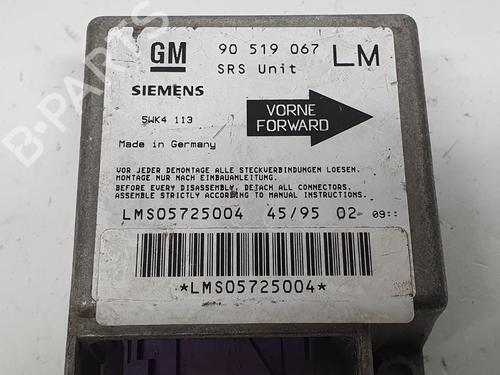 GM 90 519 067 LM
SRS Unit
SIEMENS
VORNE
FORWARD
5WK4 113
Made in Germany
VOR JEDER DEMONTAGE ALLE STECKVERBINDUNGEN LOESEN.
MONTAGE NUR NACH EINBAUANLEITUNG.
BEFORE EVERY DISASSEMBLY, DETACH ALL CONNECTORS.
ASSEMBLE STRICTLY ACCORDING TO MANUAL INSTRUCTIONS.
LMS05725004 45/95 02 09::
*LMS05725004*
B-PARTS